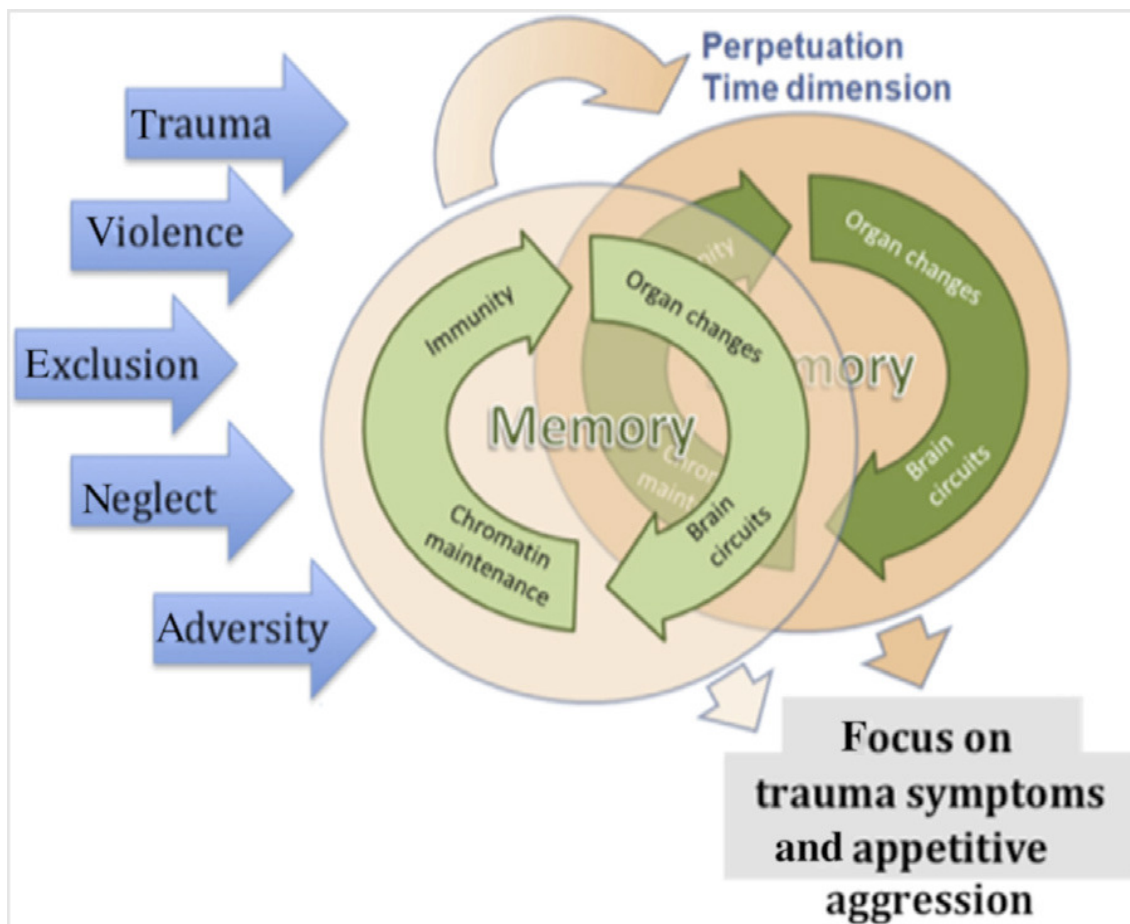 Perpetuation
Time dimension
Trauma
Violence
Exclusion
Neglect
Adversity
Immunity
Organ changes
Memory
Chromatin
maintenance
Brain
circuits
Organ changes
Brain
circuits
Focus on
trauma symptoms
and appetitive
aggression